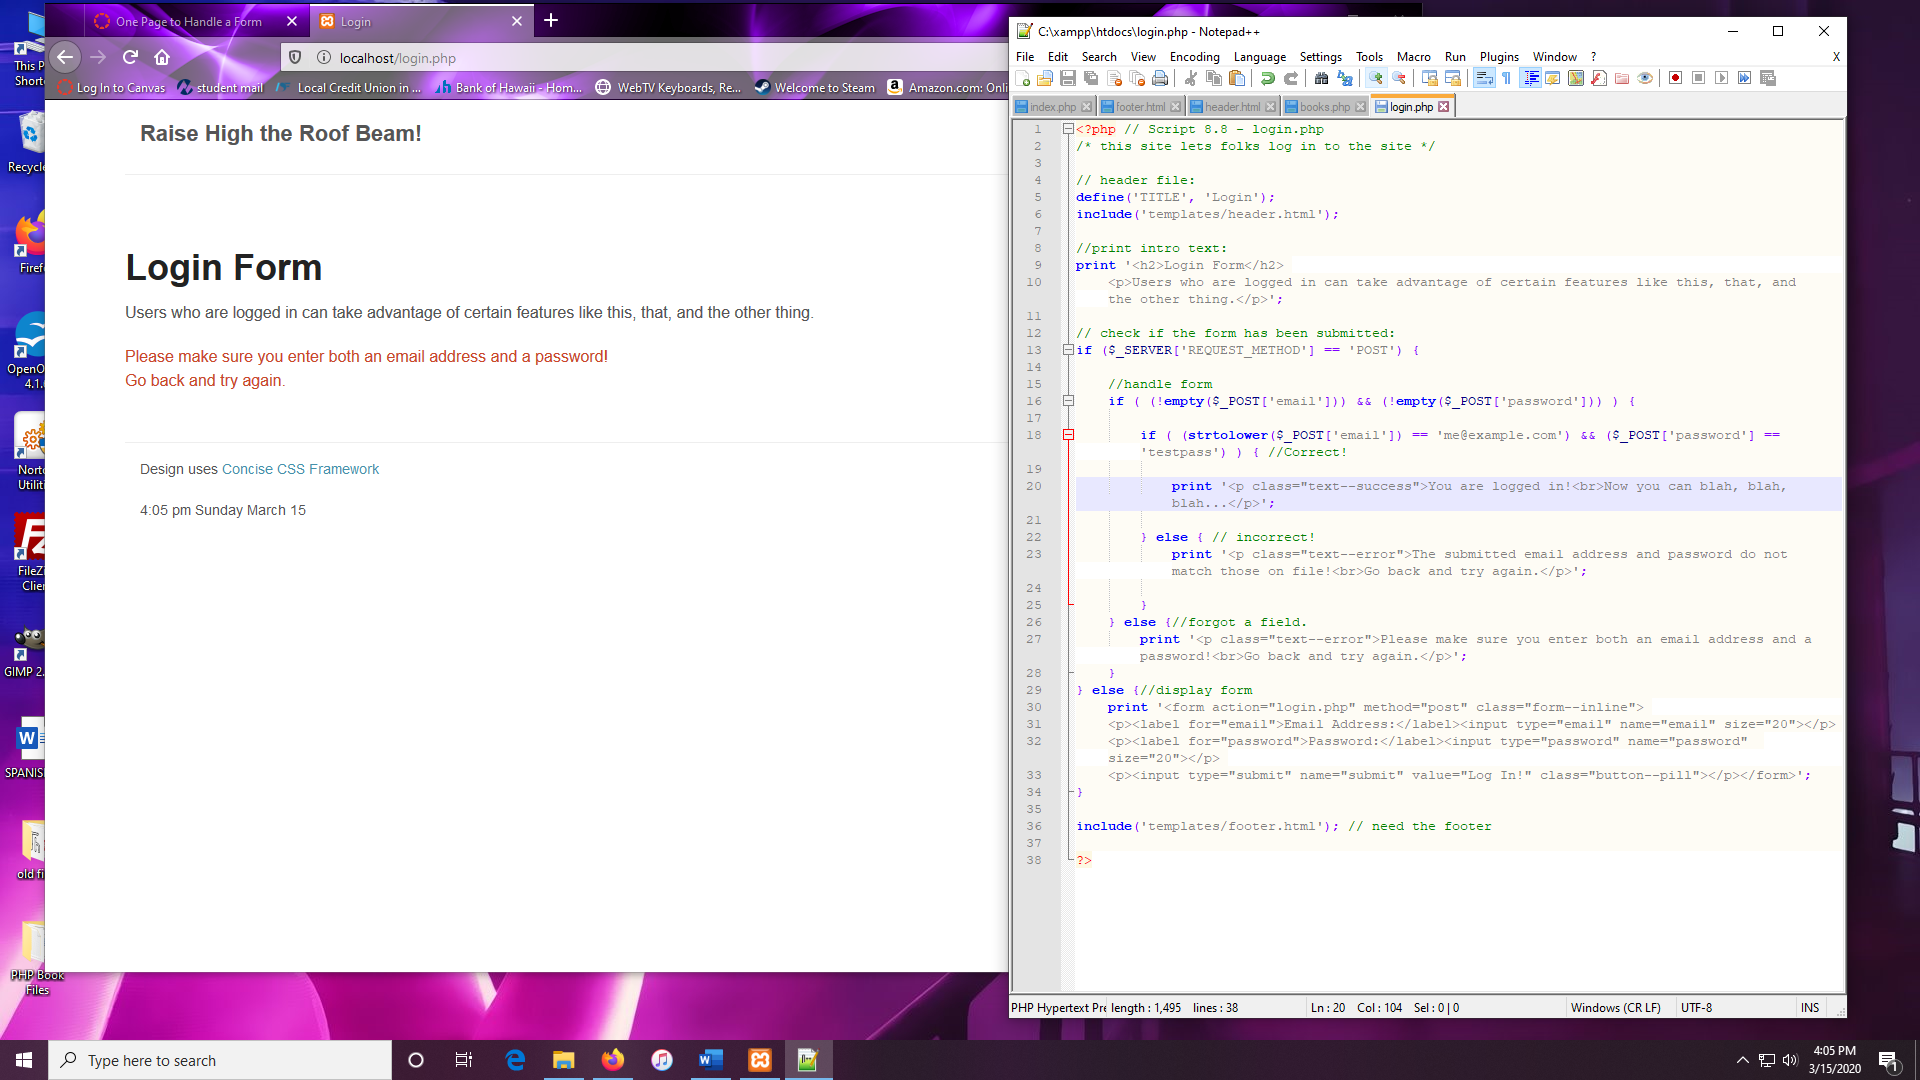 One Page to Handle a Form
Login
localhost/login.php
Log In to Canvas
student mail
Local Credit Union in ...
Bank of Hawaii - Hom...
WebTV Keyboards, Re...
Welcome to Steam
Amazon.com: Onli
Raise High the Roof Beam!
Login Form
Users who are logged in can take advantage of certain features like this, that, and the other thing.
Please make sure you enter both an email address and a password!
Go back and try again.
Design uses Concise CSS Framework
4:05 pm Sunday March 15
This P
Shortc
Recycle
Firef
OpenO
4.1.
Norto
Utiliti
FileZi
Clien
GIMP 2.
SPANIS
old fi
PHP Book
Files
C:\xampp\htdocs\login.php - Notepad++
File Edit Search View Encoding Language Settings Tools Macro Run Plugins Window ? X
index.php footer.html header.html books.php login.php
1 <?php // Script 8.8 - login.php
2 /* this site lets folks log in to the site */
3
4 // header file:
5 define('TITLE', 'Login');
6 include('templates/header.html');
7
8 //print intro text:
9 print '<h2>Login Form</h2>
10 <p>Users who are logged in can take advantage of certain features like this, that, and
the other thing.</p>';
11
12 // check if the form has been submitted:
13 if ($_SERVER['REQUEST_METHOD'] == 'POST') {
14
15 //handle form
16 if ( (!empty($_POST['email'])) && (!empty($_POST['password'])) ) {
17
18 if ( (strtolower($_POST['email']) == 'me@example.com') && ($_POST['password'] ==
'testpass') ) { //Correct!
19
20 print '<p class="text--success">You are logged in!<br>Now you can blah, blah,
blah...</p>';
21
22 } else { // incorrect!
23 print '<p class="text--error">The submitted email address and password do not
match those on file!<br>Go back and try again.</p>';
24
25 }
26 } else {//forgot a field.
27 print '<p class="text--error">Please make sure you enter both an email address and a
password!<br>Go back and try again.</p>';
28 }
29 } else {//display form
30 print '<form action="login.php" method="post" class="form--inline">
31 <p><label for="email">Email Address:</label><input type="email" name="email" size="20"></p>
32 <p><label for="password">Password:</label><input type="password" name="password"
size="20"></p>
33 <p><input type="submit" name="submit" value="Log In!" class="button--pill"></p></form>';
34 }
35
36 include('templates/footer.html'); // need the footer
37
38 ?>
PHP Hypertext Pre length : 1,495 lines : 38 Ln : 20 Col : 104 Sel : 0 | 0 Windows (CR LF) UTF-8 INS
Type here to search
4:05 PM
3/15/2020
1